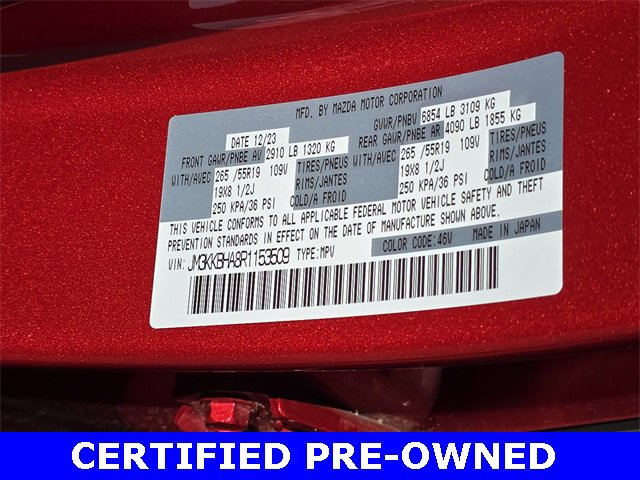 MFD. BY MAZDA MOTOR CORPORATION
DATE 12/23 GVWR/PNBV 6854 LB 3109 KG
FRONT GAWR/PNBE AV 2910 LB 1320 KG REAR GAWR/PNBE AR 4090 LB 1855 KG
WITH/AVEC 265 /55R19 109V TIRES/PNEUS WITH/AVEC 265 /55R19 109V TIRES/PNEUS
19X8 1/2J RIMS/JANTES 19X8 1/2J RIMS/JANTES
250 KPA/36 PSI COLD/A FROID 250 KPA/36 PSI COLD/A FROID
THIS VEHICLE CONFORMS TO ALL APPLICABLE FEDERAL MOTOR VEHICLE SAFETY AND THEFT
PREVENTION STANDARDS IN EFFECT ON THE DATE OF MANUFACTURE SHOWN ABOVE.
VIN: JM3KKBHA8R1153509 TYPE: MPV COLOR CODE: 46V MADE IN JAPAN
CERTIFIED PRE-OWNED